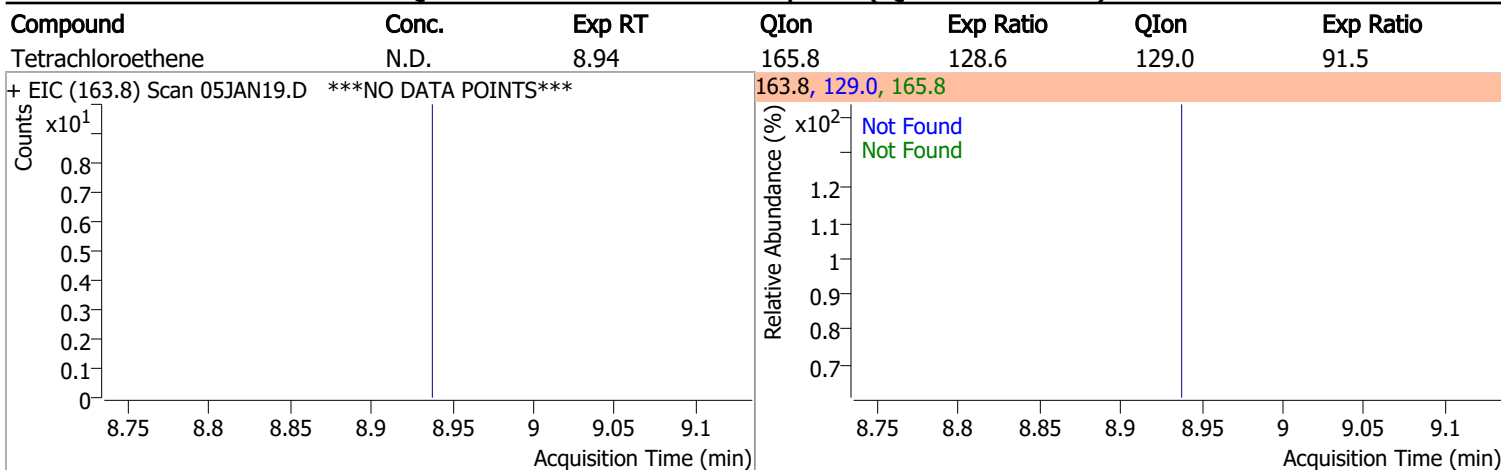 Compound Conc. Exp RT QIon Exp Ratio QIon Exp Ratio
Tetrachloroethene N.D. 8.94 165.8 128.6 129.0 91.5
+ EIC (163.8) Scan 05JAN19.D ***NO DATA POINTS***
Counts
x10¹
0.8
0.7
0.6
0.5
0.4
0.3
0.2
0.1
0
8.75 8.8 8.85 8.9 8.95 9 9.05 9.1
Acquisition Time (min)
163.8, 129.0, 165.8
Relative Abundance (%)
x10²
Not Found
Not Found
1.2
1.1
1
0.9
0.8
0.7
8.75 8.8 8.85 8.9 8.95 9 9.05 9.1
Acquisition Time (min)